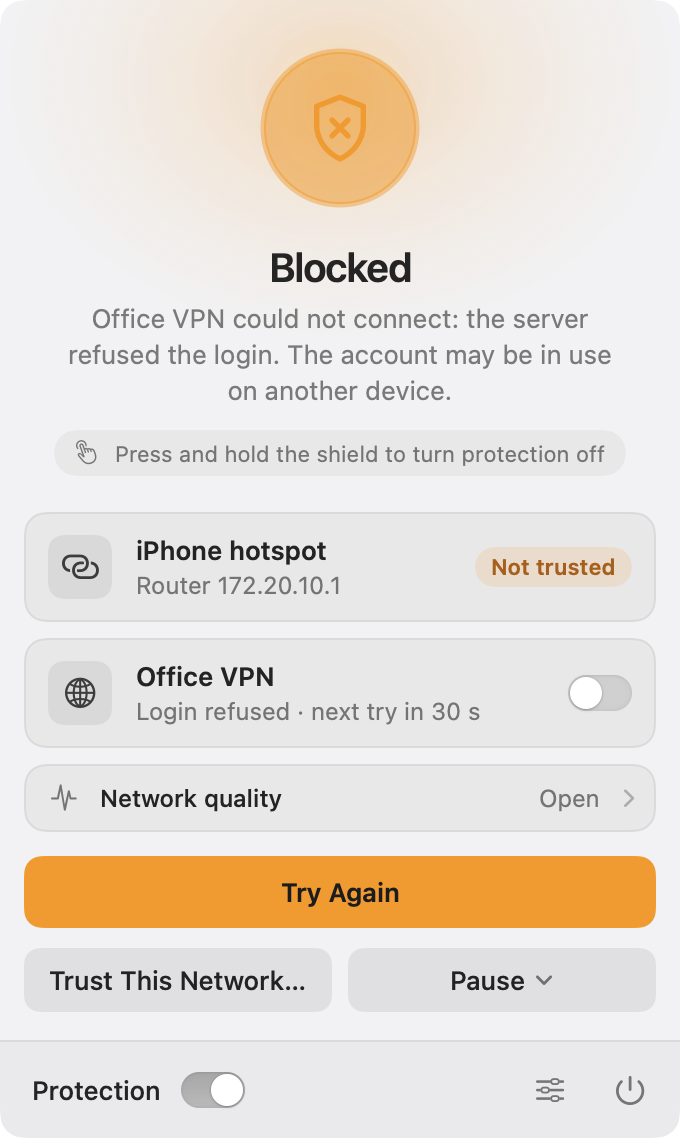 Blocked
Office VPN could not connect: the server
refused the login. The account may be in use
on another device.
Press and hold the shield to turn protection off
iPhone hotspot
Router 172.20.10.1
Not trusted
Office VPN
Login refused · next try in 30 s
Network quality
Open
Try Again
Trust This Network...
Pause
Protection